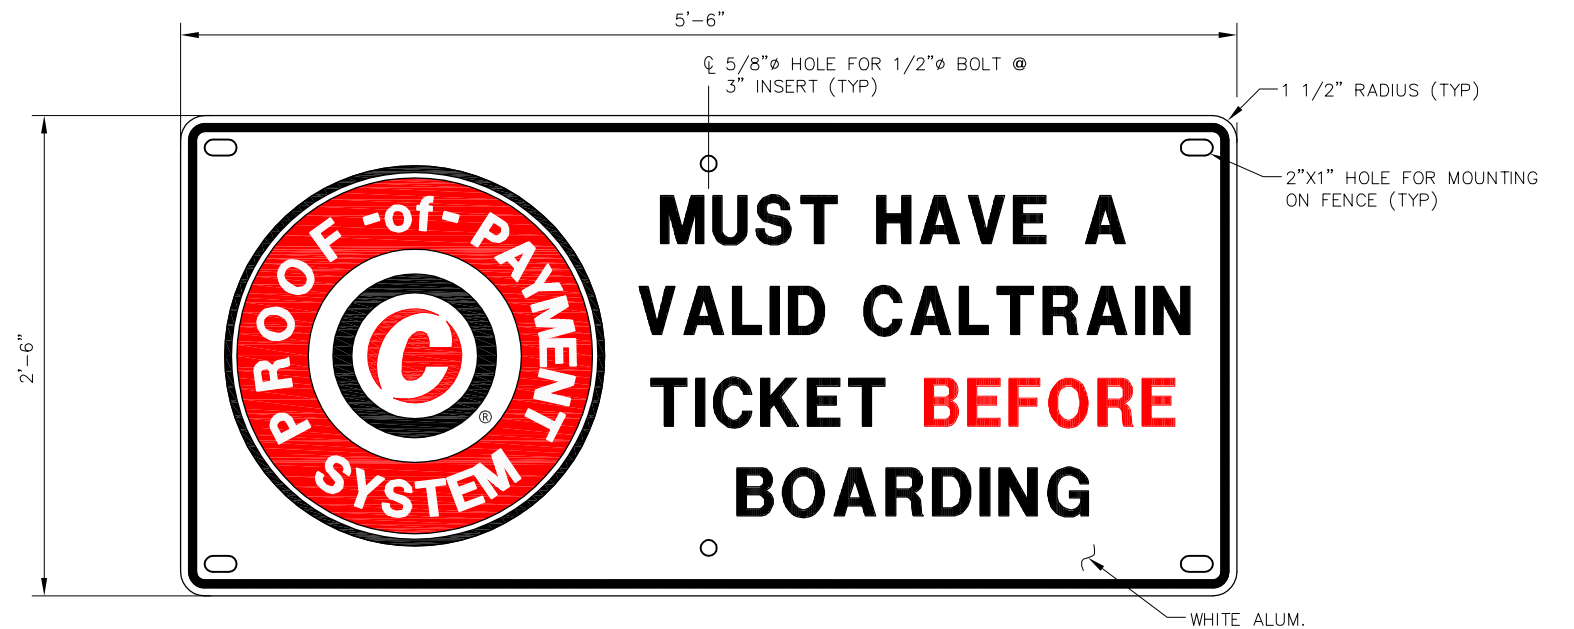 5'-6"
℄ 5/8"ø HOLE FOR 1/2"ø BOLT @
3" INSERT (TYP)
1 1/2" RADIUS (TYP)
2"X1" HOLE FOR MOUNTING
ON FENCE (TYP)
2'-6"
PROOF -of- PAYMENT
SYSTEM
C
®
MUST HAVE A
VALID CALTRAIN
TICKET BEFORE
BOARDING
WHITE ALUM.